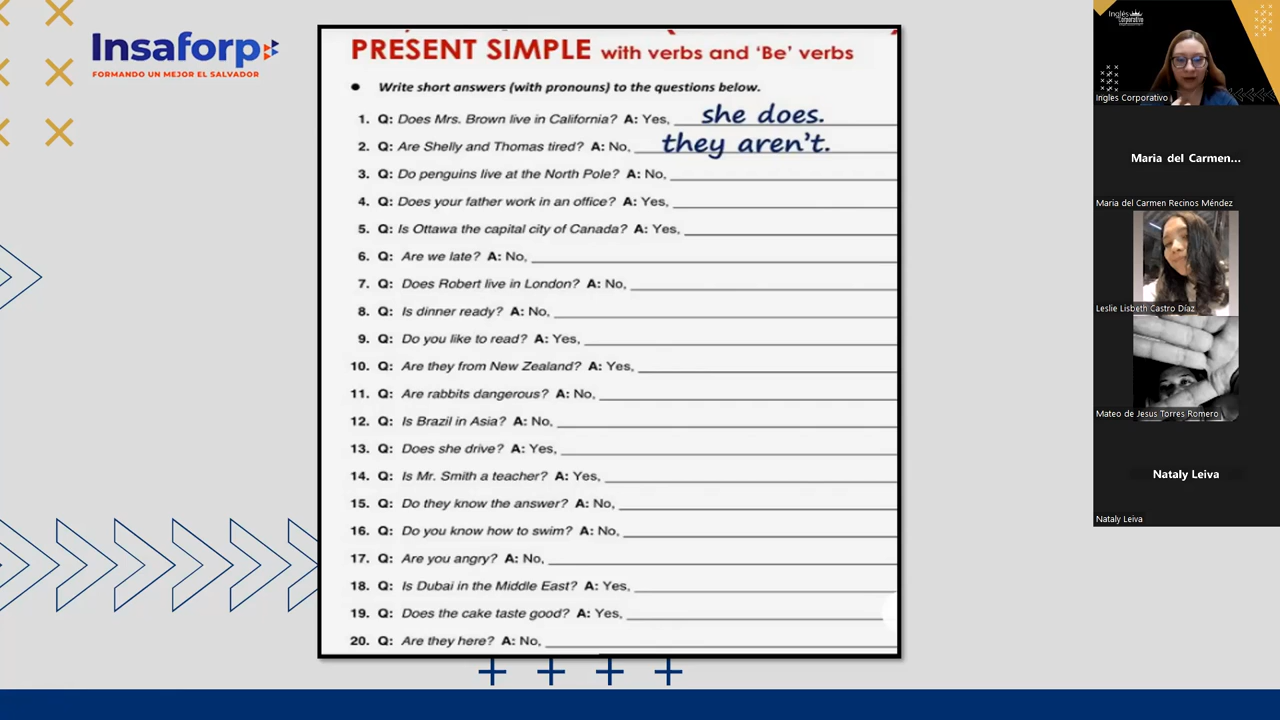 Insaforp
FORMANDO UN MEJOR EL SALVADOR
PRESENT SIMPLE with verbs and ‘Be’ verbs
● Write short answers (with pronouns) to the questions below.
1. Q: Does Mrs. Brown live in California? A: Yes, she does.
2. Q: Are Shelly and Thomas tired? A: No, they aren't.
3. Q: Do penguins live at the North Pole? A: No,
4. Q: Does your father work in an office? A: Yes,
5. Q: Is Ottawa the capital city of Canada? A: Yes,
6. Q: Are we late? A: No,
7. Q: Does Robert live in London? A: No,
8. Q: Is dinner ready? A: No,
9. Q: Do you like to read? A: Yes,
10. Q: Are they from New Zealand? A: Yes,
11. Q: Are rabbits dangerous? A: No,
12. Q: Is Brazil in Asia? A: No,
13. Q: Does she drive? A: Yes,
14. Q: Is Mr. Smith a teacher? A: Yes,
15. Q: Do they know the answer? A: No,
16. Q: Do you know how to swim? A: No,
17. Q: Are you angry? A: No,
18. Q: Is Dubai in the Middle East? A: Yes,
19. Q: Does the cake taste good? A: Yes,
20. Q: Are they here? A: No,
Inglés
Corporativo
Ingles Corporativo
Maria del Carmen...
Maria del Carmen Recinos Méndez
Leslie Lisbeth Castro Díaz
Mateo de Jesus Torres Romero
Nataly Leiva
Nataly Leiva